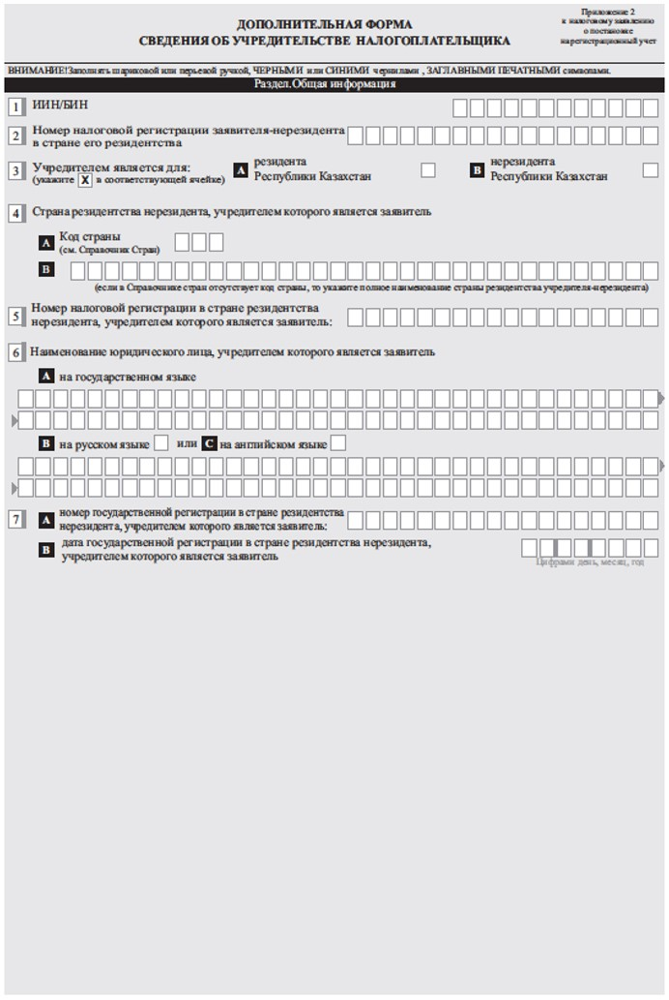 Приложение 2
к налоговому заявлению
о постановке
на регистрационный учет
ДОПОЛНИТЕЛЬНАЯ ФОРМА
СВЕДЕНИЯ ОБ УЧРЕДИТЕЛЬСТВЕ НАЛОГОПЛАТЕЛЬЩИКА
ВНИМАНИЕ!Заполнять шариковой или перьевой ручкой, ЧЕРНЫМИ или СИНИМИ чернилами , ЗАГЛАВНЫМИ ПЕЧАТНЫМИ символами.
Раздел.Общая информация
1 ИИН/БИН
2 Номер налоговой регистрации заявителя-нерезидента
в стране его резидентства
3 Учредителем является для:
(укажите X в соответствующей ячейке)
A резидента
Республики Казахстан
B нерезидента
Республики Казахстан
4 Страна резидентства нерезидента, учредителем которого является заявитель
A Код страны
(см. Справочник Стран)
B
(если в Справочнике стран отсутствует код страны, то укажите полное наименование страны резидентства учредителя-нерезидента)
5 Номер налоговой регистрации в стране резидентства
нерезидента, учредителем которого является заявитель:
6 Наименование юридического лица, учредителем которого является заявитель
A на государственном языке
B на русском языке или C на английском языке
7 A номер государственной регистрации в стране резидентства
нерезидента, учредителем которого является заявитель:
B дата государственной регистрации в стране резидентства нерезидента,
учредителем которого является заявитель
Цифрами день, месяц, год